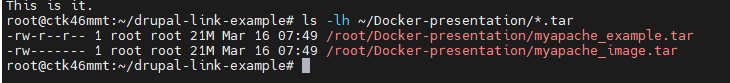 This is it.
root@ctk46mmt:~/drupal-link-example# ls -lh ~/Docker-presentation/*.tar
-rw-r--r-- 1 root root 21M Mar 16 07:49 /root/Docker-presentation/myapache_example.tar
-rw------- 1 root root 21M Mar 16 07:49 /root/Docker-presentation/myapache_image.tar
root@ctk46mmt:~/drupal-link-example#